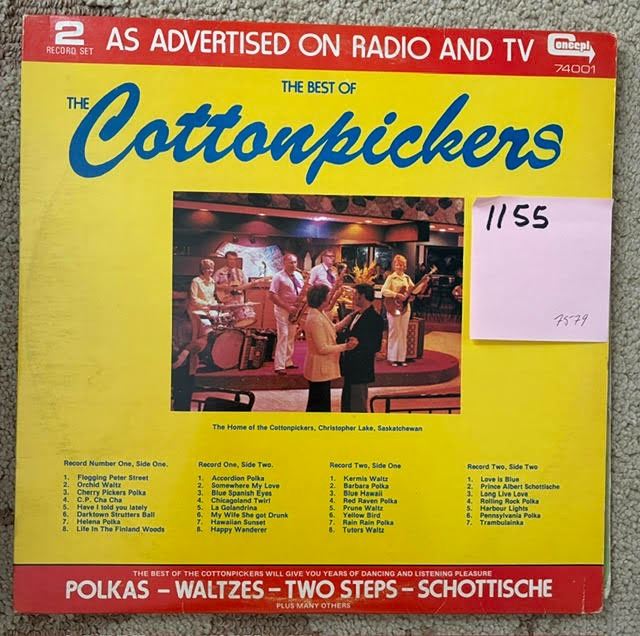 2
RECORD SET
AS ADVERTISED ON RADIO AND TV
Concept
74001
THE BEST OF
THE
Cottonpickers
1155
7579
The Home of the Cottonpickers, Christopher Lake, Saskatchewan
Record Number One, Side One.
1. Flogging Peter Street
2. Orchid Waltz
3. Cherry Pickers Polka
4. C.P. Cha Cha
5. Have I told you lately
6. Darktown Strutters Ball
7. Helena Polka
8. Life In The Finland Woods
Record One, Side Two.
1. Accordion Polka
2. Somewhere My Love
3. Blue Spanish Eyes
4. Chicagoland Twirl
5. La Golandrina
6. My Wife She got Drunk
7. Hawaiian Sunset
8. Happy Wanderer
Record Two, Side One
1. Kermis Waltz
2. Barbara Polka
3. Blue Hawaii
4. Red Raven Polka
5. Prune Waltz
6. Yellow Bird
7. Rain Rain Polka
8. Tutors Waltz
Record Two, Side Two
1. Love is Blue
2. Prince Albert Schottische
3. Long Live Love
4. Rolling Rock Polka
5. Harbour Lights
6. Pennsylvania Polka
7. Trambulainka
THE BEST OF THE COTTONPICKERS WILL GIVE YOU YEARS OF DANCING AND LISTENING PLEASURE
POLKAS – WALTZES – TWO STEPS – SCHOTTISCHE
PLUS MANY OTHERS